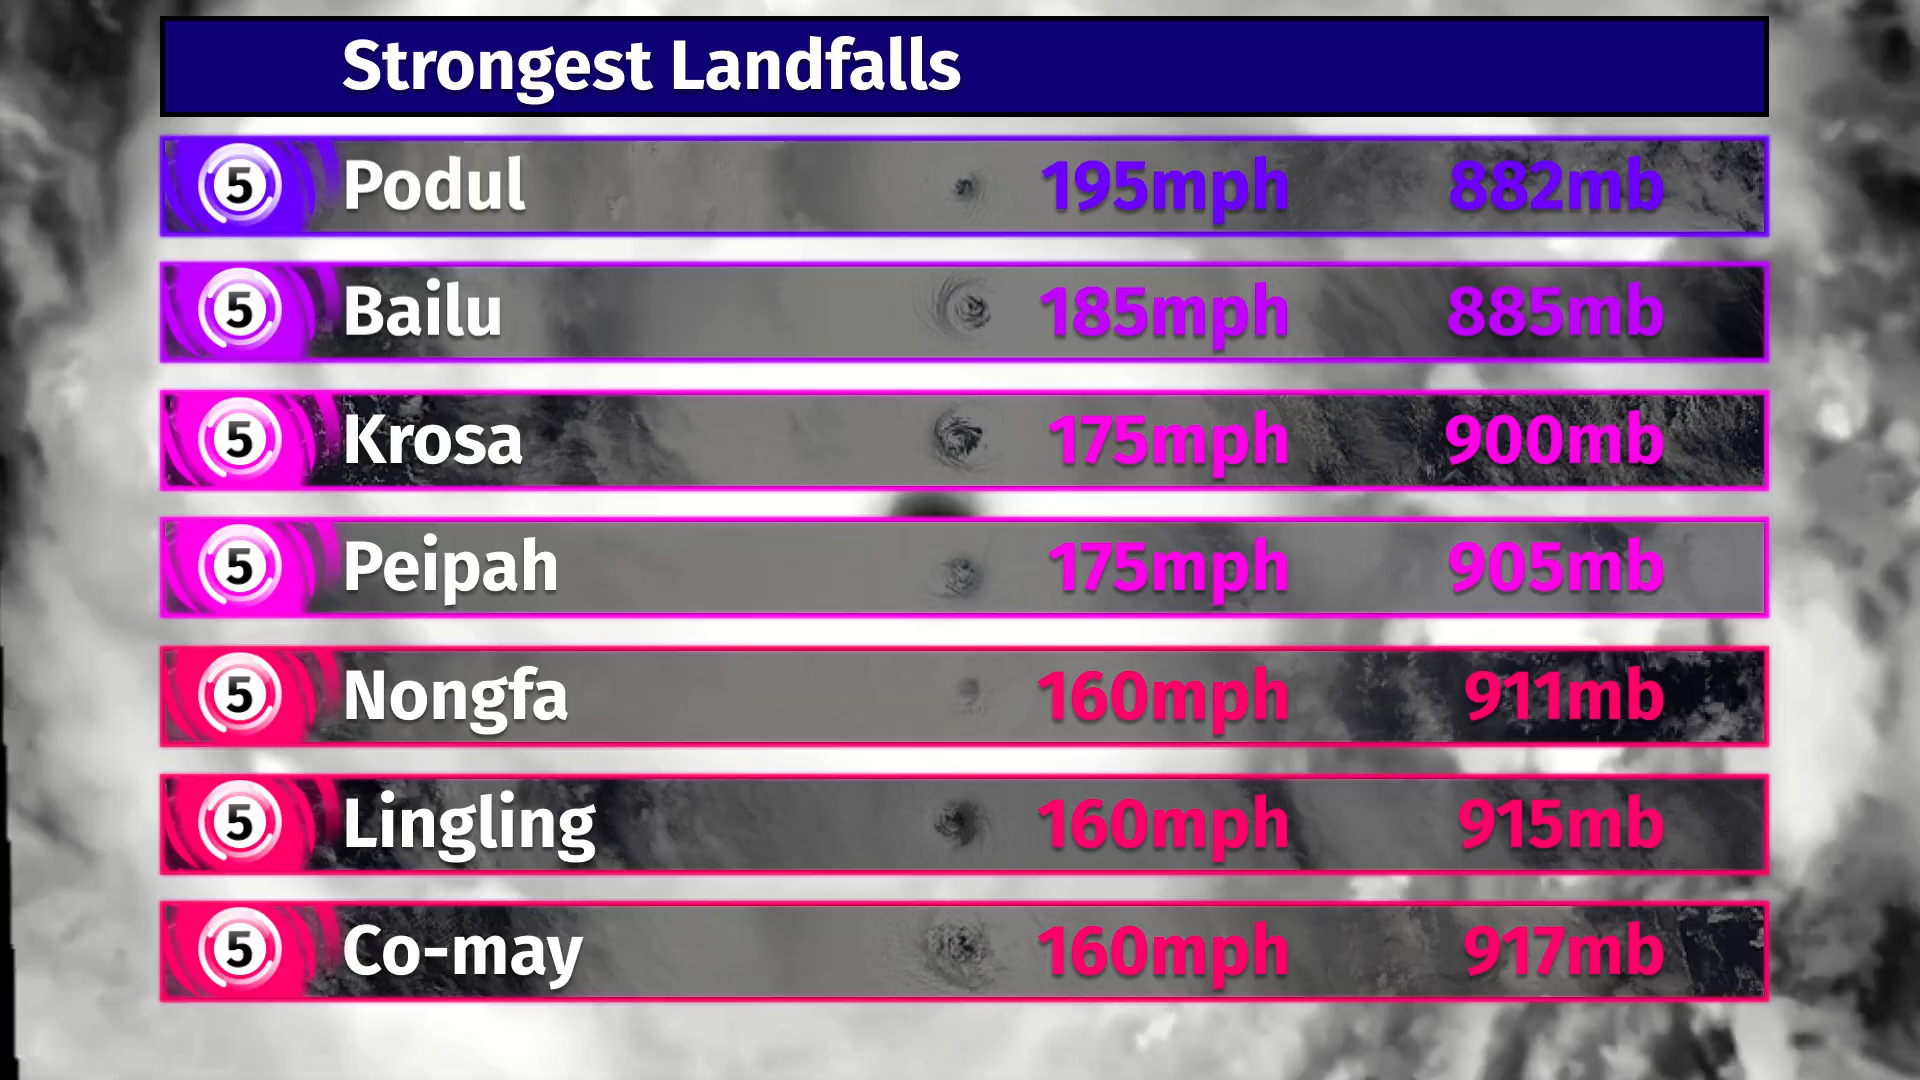 Strongest Landfalls
5 Podul 195mph 882mb
5 Bailu 185mph 885mb
5 Krosa 175mph 900mb
5 Peipah 175mph 905mb
5 Nongfa 160mph 911mb
5 Lingling 160mph 915mb
5 Co-may 160mph 917mb